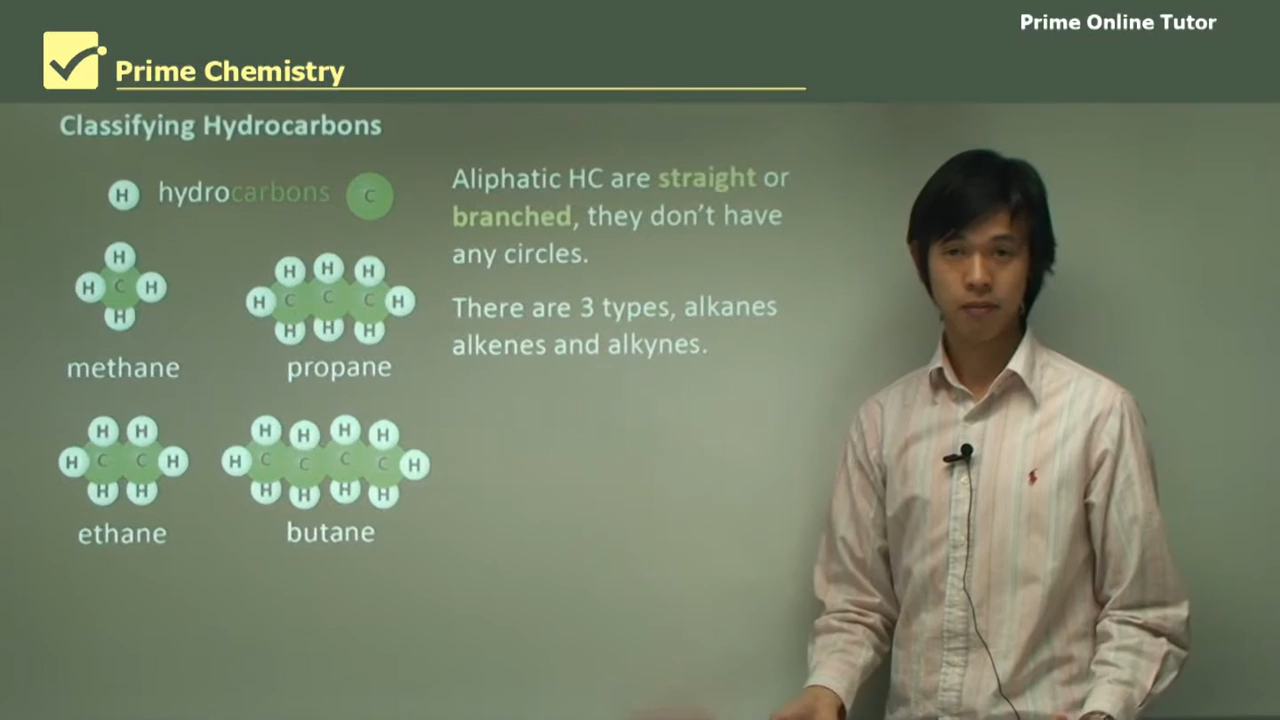 Prime Online Tutor
Prime Chemistry
Classifying Hydrocarbons
H hydrocarbons C
H
H C H
H
methane
H H H
H C C C H
H H H
propane
H H
H C C H
H H
ethane
H H H H
H C C C C H
H H H H
butane
Aliphatic HC are straight or
branched, they don't have
any circles.
There are 3 types, alkanes
alkenes and alkynes.